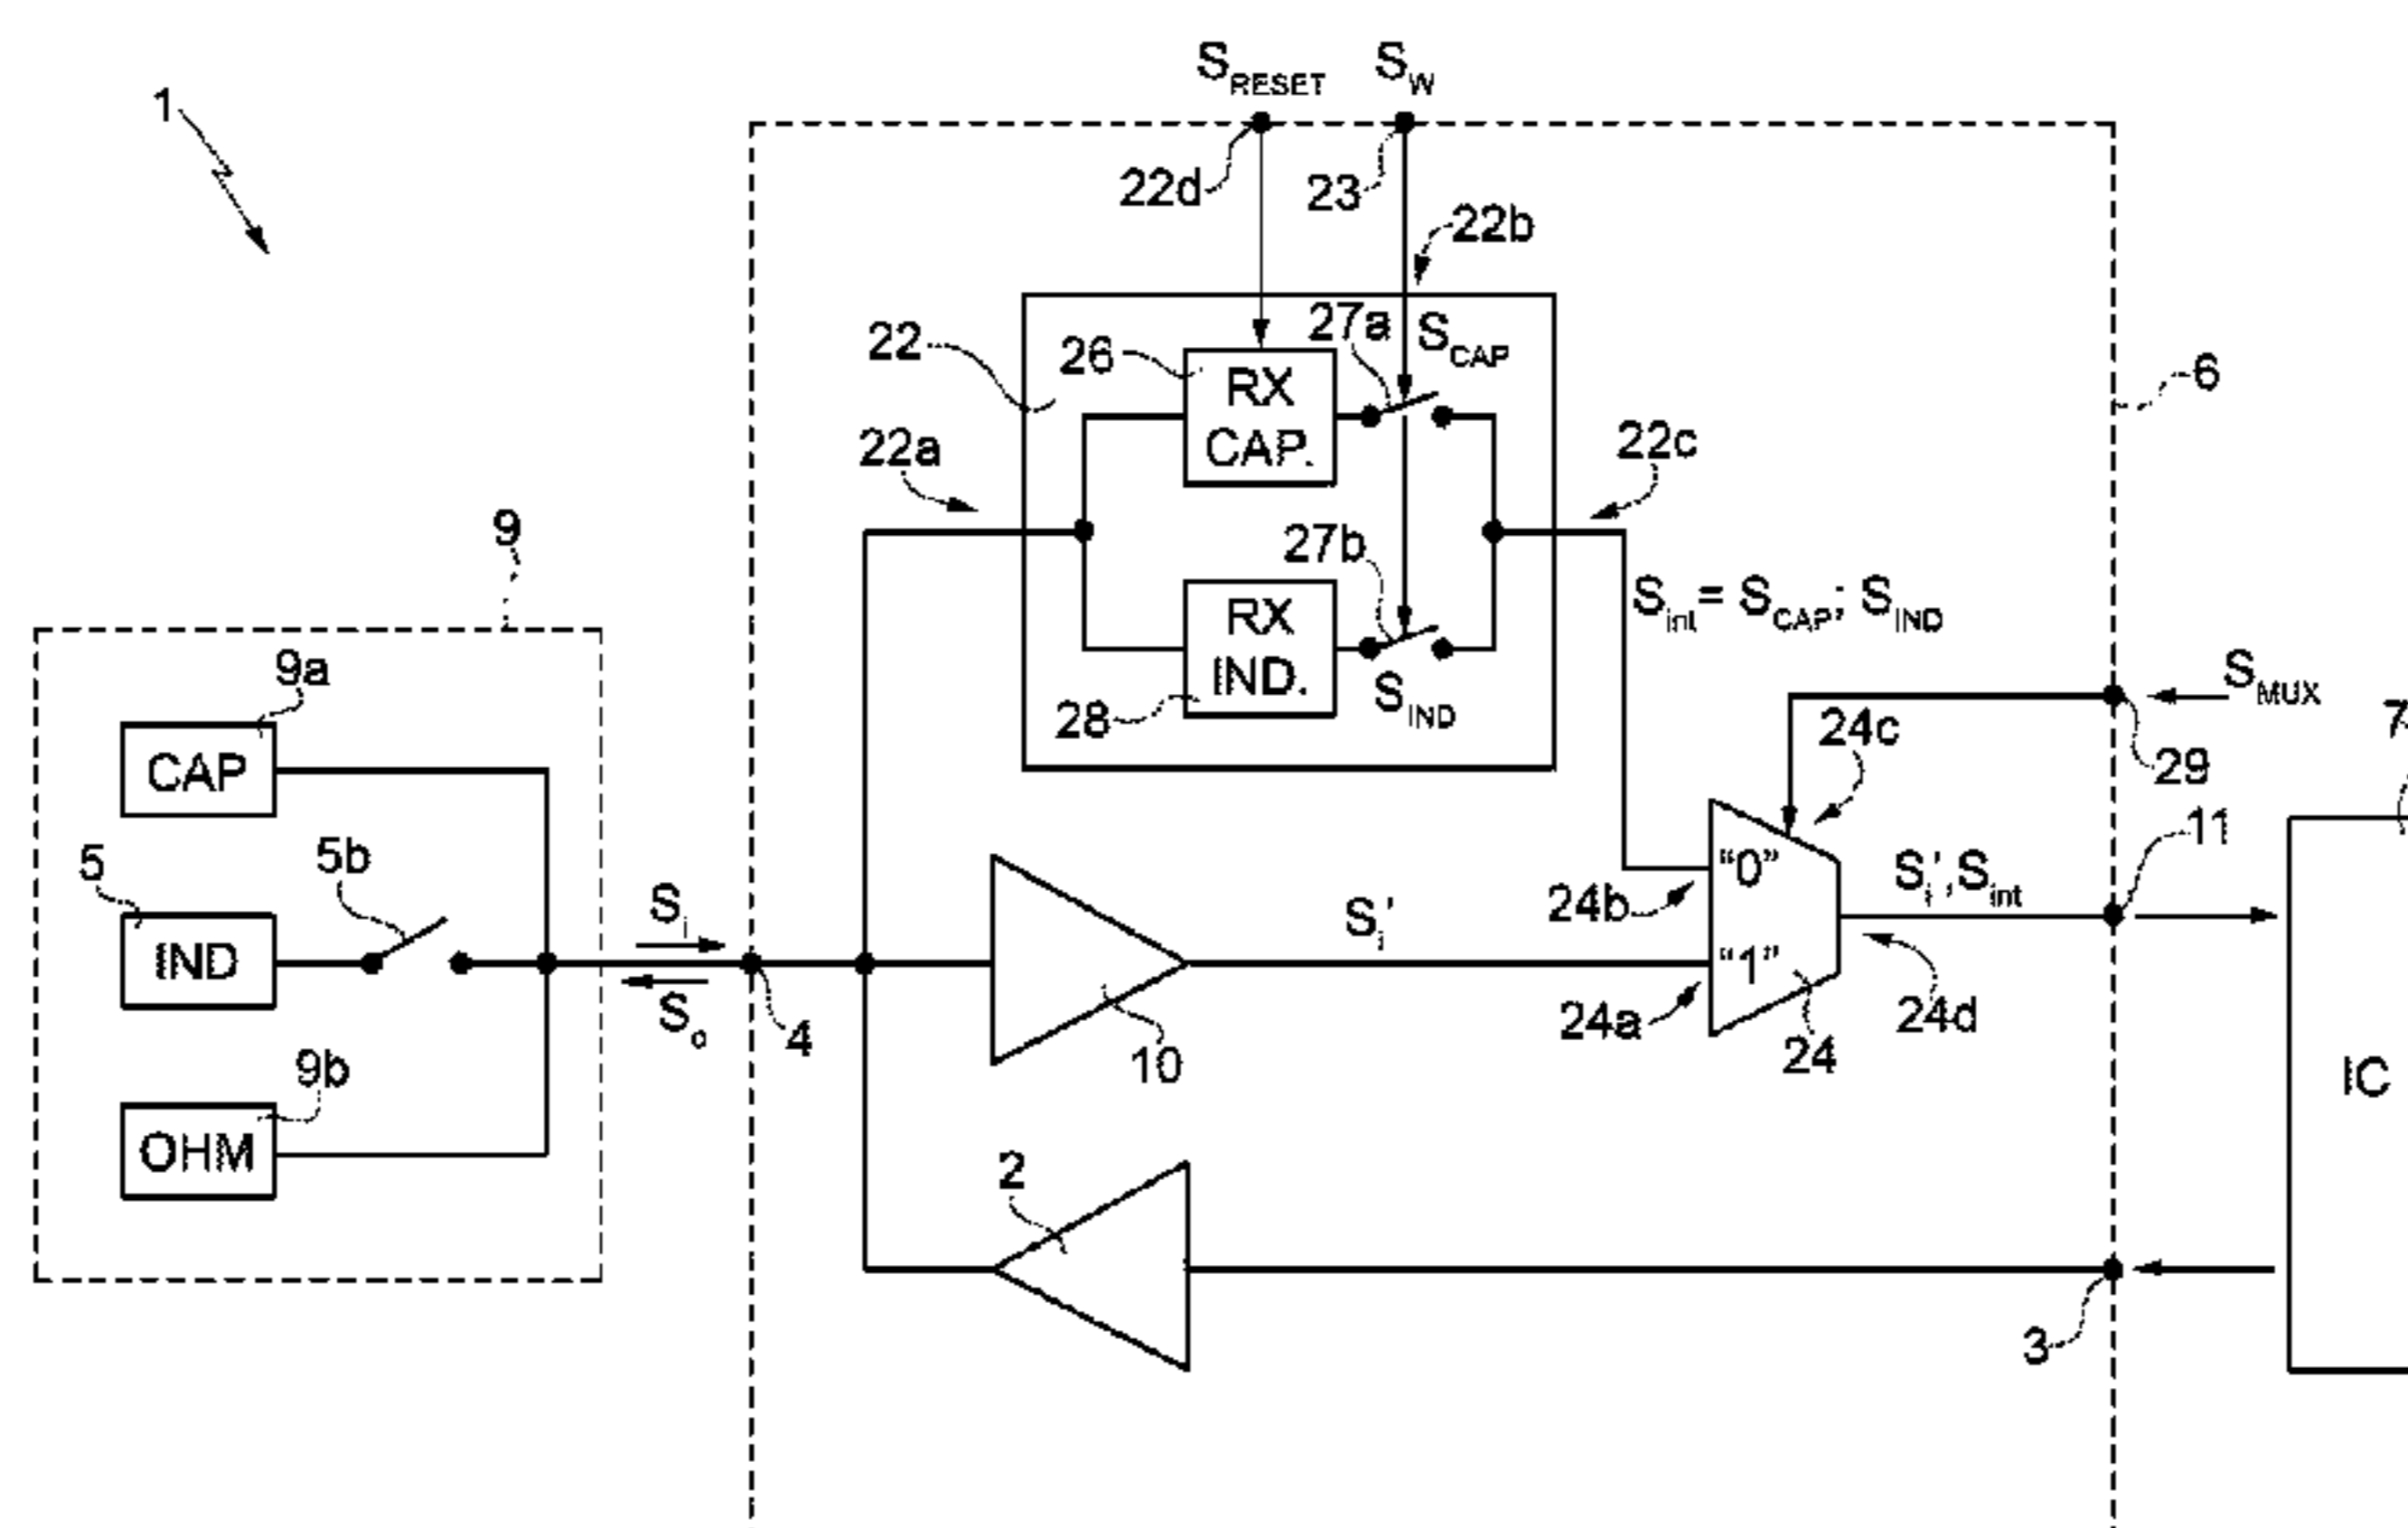 S_RESET S_W
1
22d 23 22b
22 26 RX CAP. 27a S_CAP
6
22a 22c
9 27b
RX IND.
S_int = S_CAP; S_IND
9a S_MUX
28 S_IND 24c 7
CAP 29
5 5b "0" 11
IND S_i 24b S_i', S_int
S_i' "1"
S_o 4 24a 24d
9b 10 24 IC
OHM 2
3